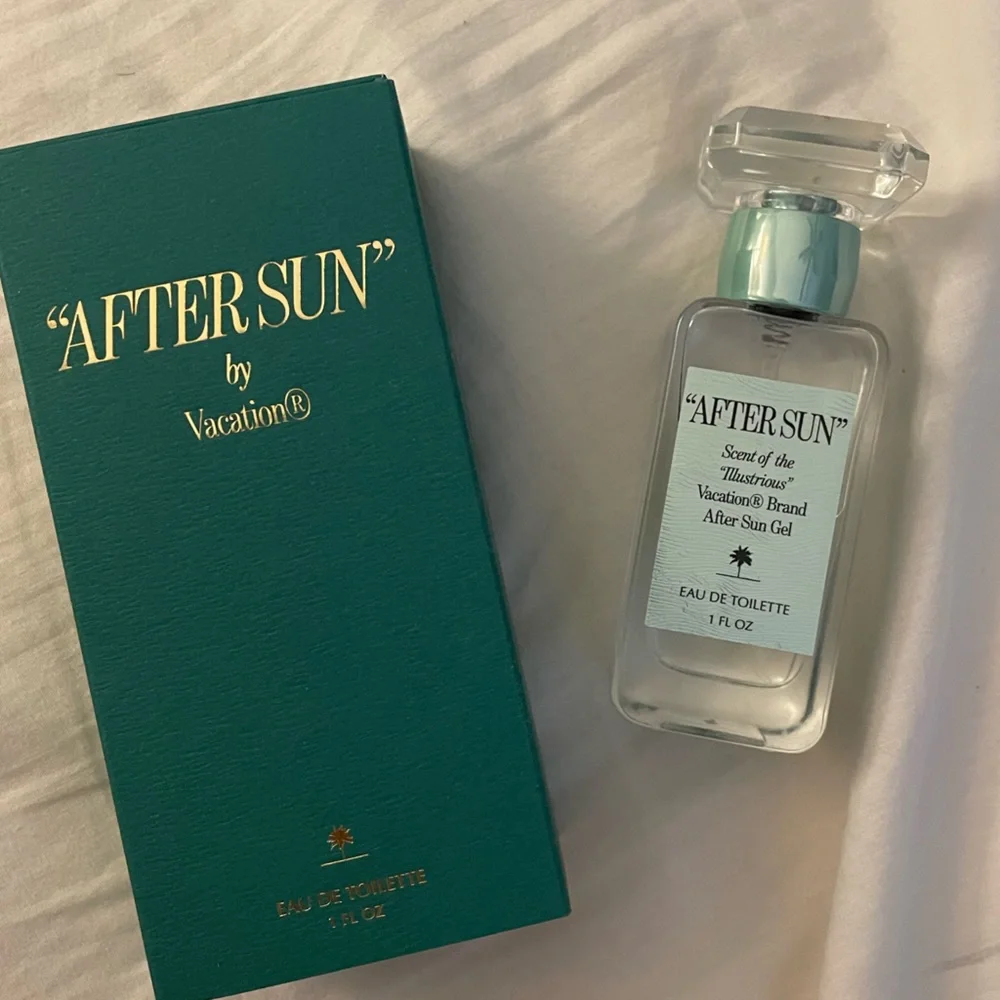 “AFTER SUN”
by
Vacation®
EAU DE TOILETTE
1 FL OZ
“AFTER SUN”
Scent of the
“Illustrious”
Vacation® Brand
After Sun Gel
EAU DE TOILETTE
1 FL OZ